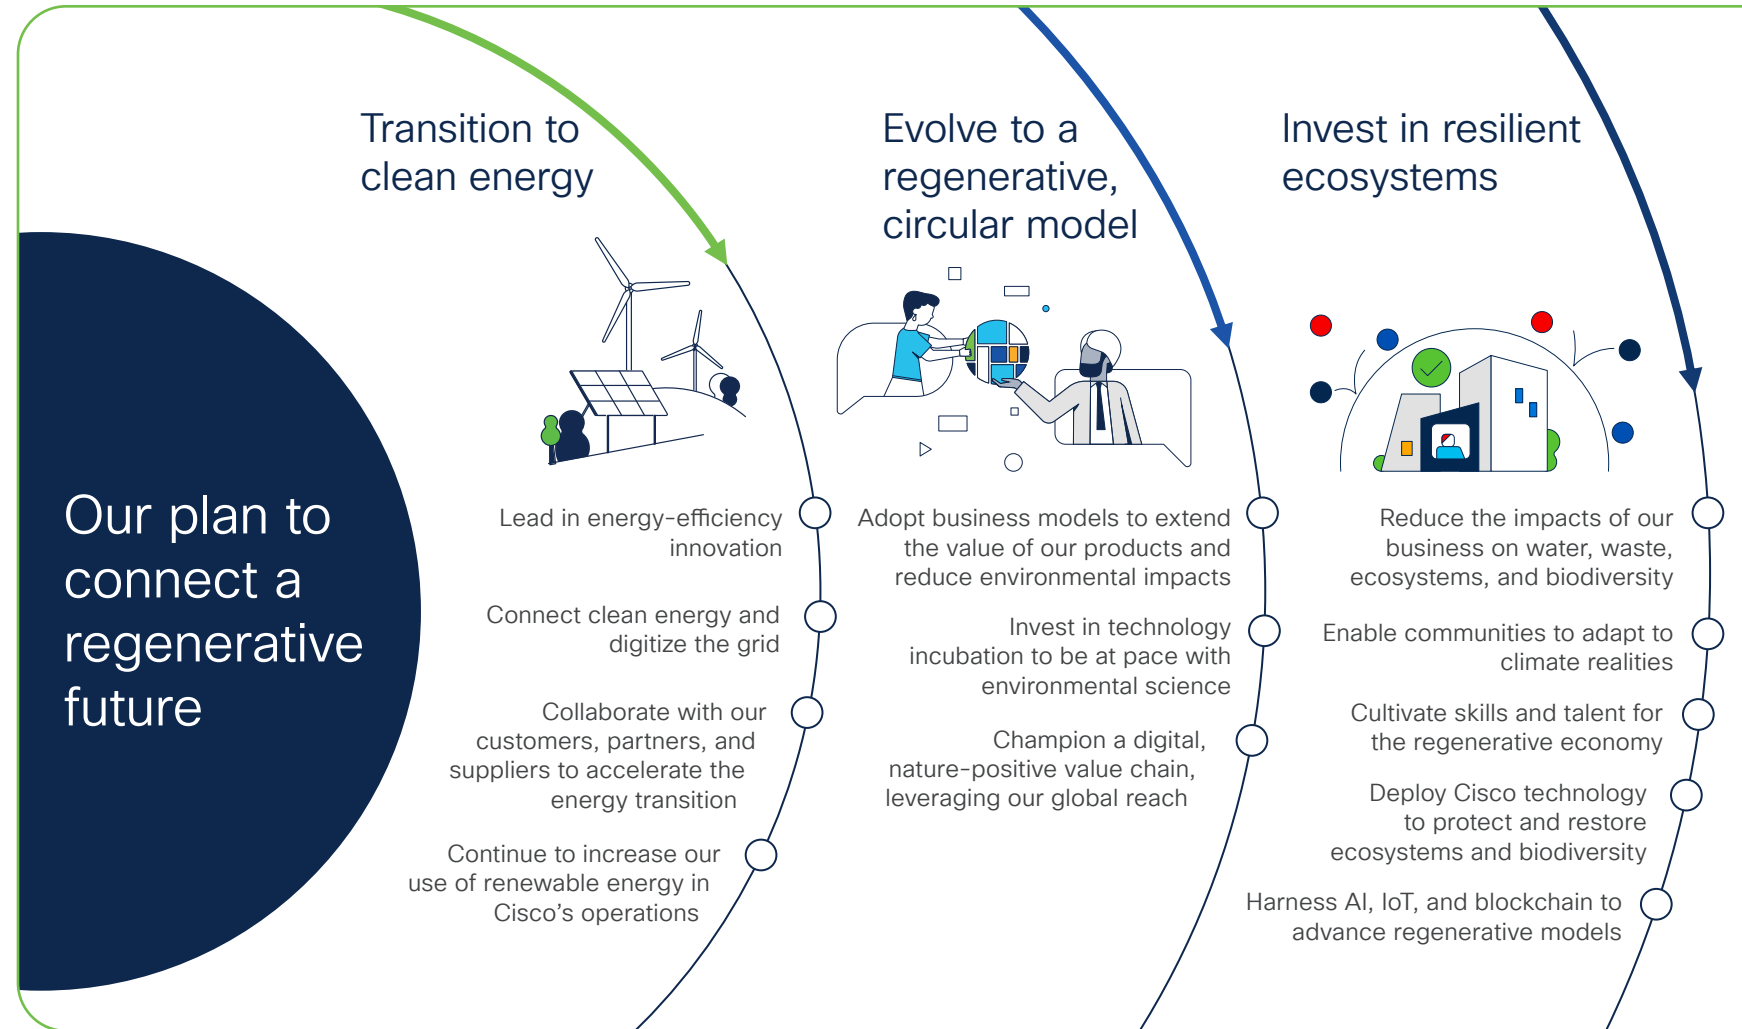 Our plan to
connect a
regenerative
future
Transition to
clean energy
Lead in energy-efficiency
innovation
Connect clean energy and
digitize the grid
Collaborate with our
customers, partners, and
suppliers to accelerate the
energy transition
Continue to increase our
use of renewable energy in
Cisco's operations
Evolve to a
regenerative,
circular model
Adopt business models to extend
the value of our products and
reduce environmental impacts
Invest in technology
incubation to be at pace with
environmental science
Champion a digital,
nature-positive value chain,
leveraging our global reach
Invest in resilient
ecosystems
Reduce the impacts of our
business on water, waste,
ecosystems, and biodiversity
Enable communities to adapt to
climate realities
Cultivate skills and talent for
the regenerative economy
Deploy Cisco technology
to protect and restore
ecosystems and biodiversity
Harness AI, IoT, and blockchain to
advance regenerative models